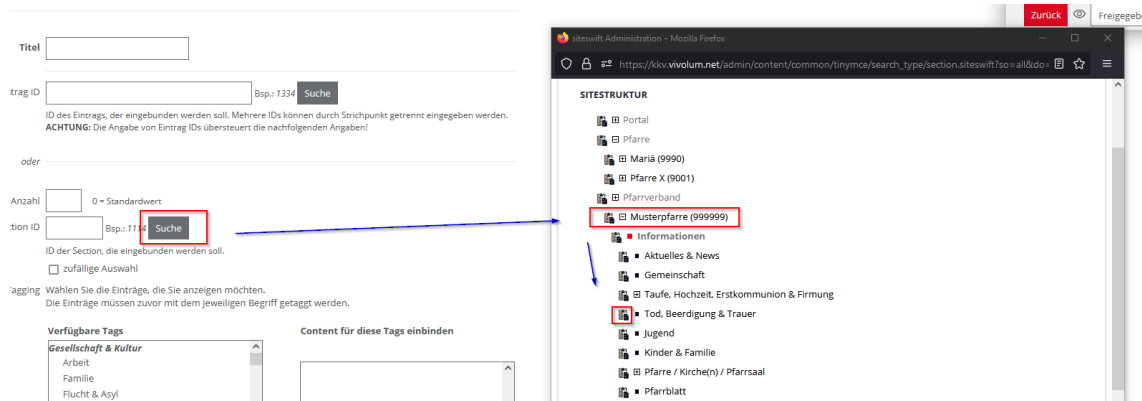 Zurück
Freigegeb
Titel
trag ID
Bsp.: 1334
Suche
ID des Eintrags, der eingebunden werden soll. Mehrere IDs können durch Strichpunkt getrennt eingegeben werden.
ACHTUNG: Die Angabe von Eintrag IDs übersteuert die nachfolgenden Angaben!
oder
Anzahl
0 = Standardwert
tion ID
Bsp.: 1114
Suche
ID der Section, die eingebunden werden soll.
zufällige Auswahl
agging
Wählen Sie die Einträge, die Sie anzeigen möchten.
Die Einträge müssen zuvor mit dem jeweiligen Begriff getaggt werden.
Verfügbare Tags
Content für diese Tags einbinden
Gesellschaft & Kultur
Arbeit
Familie
Flucht & Asyl
siteswift Administration – Mozilla Firefox
https://kkv.vivolum.net/admin/content/common/tinymce/search_type/section.siteswift?so=all&do=
SITESTRUKTUR
Portal
Pfarre
Mariä (9990)
Pfarre X (9001)
Pfarrverband
Musterpfarre (999999)
Informationen
Aktuelles & News
Gemeinschaft
Taufe, Hochzeit, Erstkommunion & Firmung
Tod, Beerdigung & Trauer
Jugend
Kinder & Familie
Pfarre / Kirche(n) / Pfarrsaal
Pfarrblatt